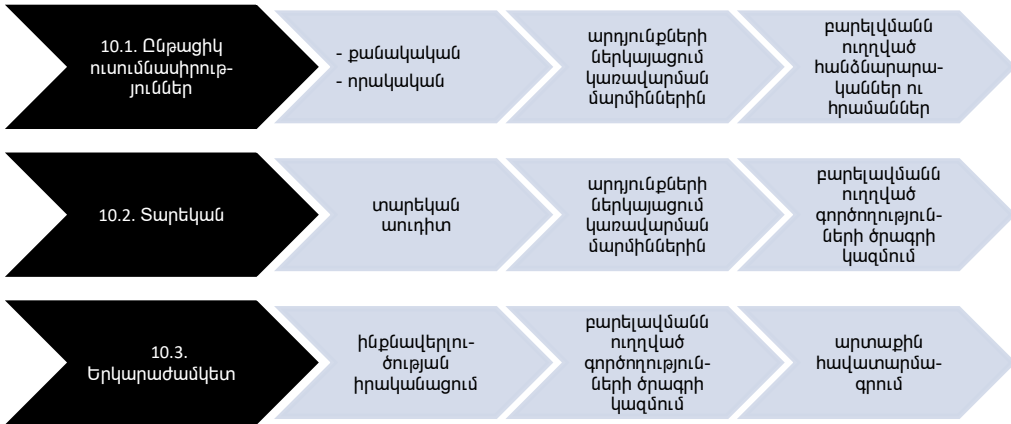 10.1. Ընթացիկ
ուսումնասիրութ-
յուններ
- քանակական
- որակական
արդյունքների
ներկայացում
կառավարման
մարմիններին
բարելվմանն
ուղղված
հանձնարարա-
կաններ ու
հրամաններ
10.2. Տարեկան
տարեկան
աուդիտ
արդյունքների
ներկայացում
կառավարման
մարմիններին
բարելավմանն
ուղղված
գործողություն-
ների ծրագրի
կազմում
10.3.
Երկարաժամկետ
ինքնավերլու-
ծության
իրականացում
բարելավմանն
ուղղված
գործողություն-
ների ծրագրի
կազմում
արտաքին
հավատարմա-
գրում